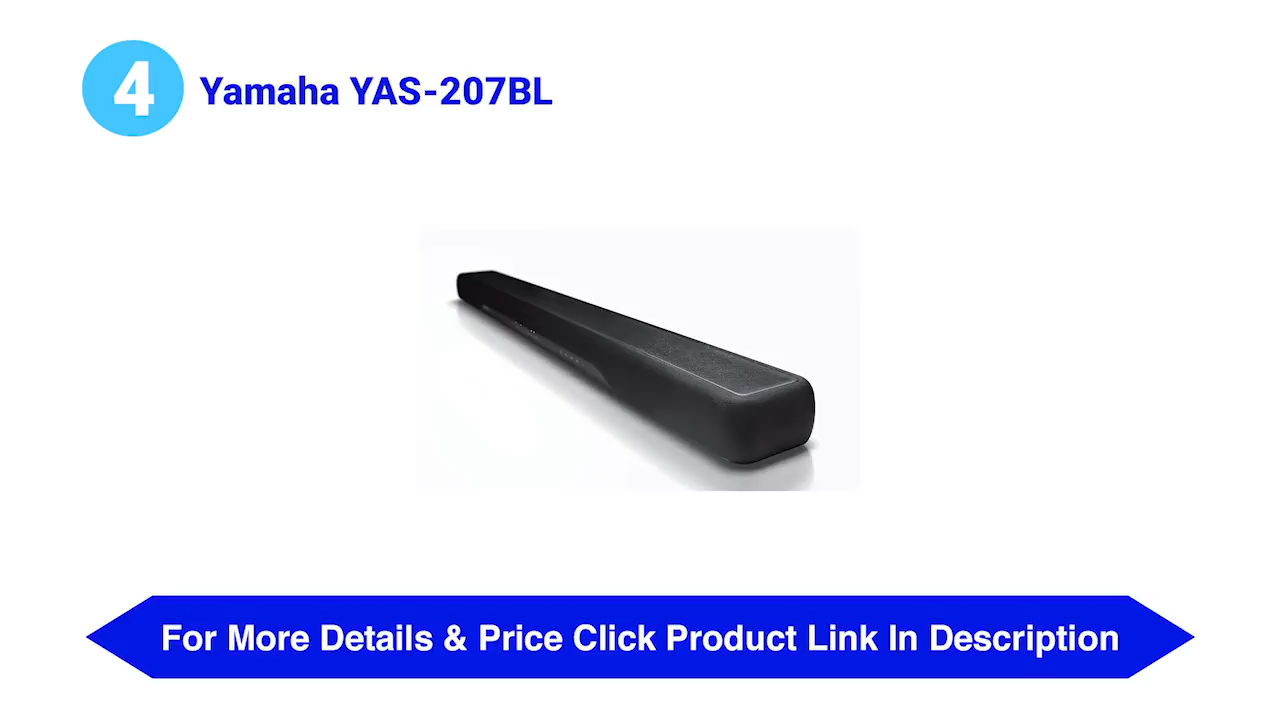 4
Yamaha YAS-207BL
For More Details & Price Click Product Link In Description